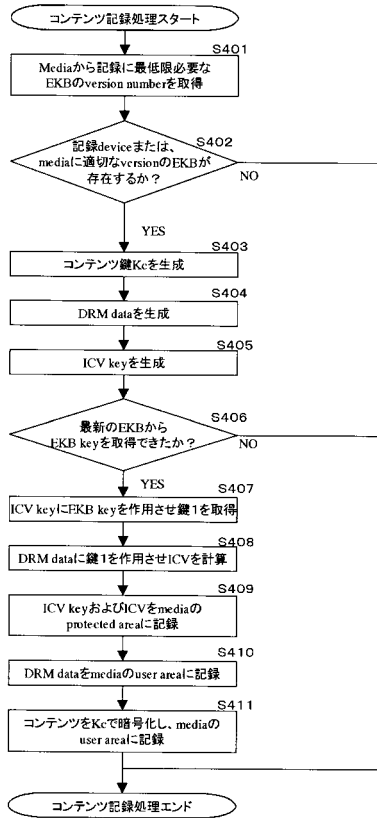 コンテンツ記録処理スタート
S401
Mediaから記録に最低限必要な
EKBのversion numberを取得
S402
記録deviceまたは、
mediaに適切なversionのEKBが
存在するか？
NO
YES
S403
コンテンツ鍵Kcを生成
S404
DRM dataを生成
S405
ICV keyを生成
S406
最新のEKBから
EKB keyを取得できたか？
NO
YES
S407
ICV keyにEKB keyを作用させ鍵1を取得
S408
DRM dataに鍵1を作用させICVを計算
S409
ICV keyおよびICVをmediaの
protected areaに記録
S410
DRM dataをmediaのuser areaに記録
S411
コンテンツをKcで暗号化し、mediaの
user areaに記録
コンテンツ記録処理エンド